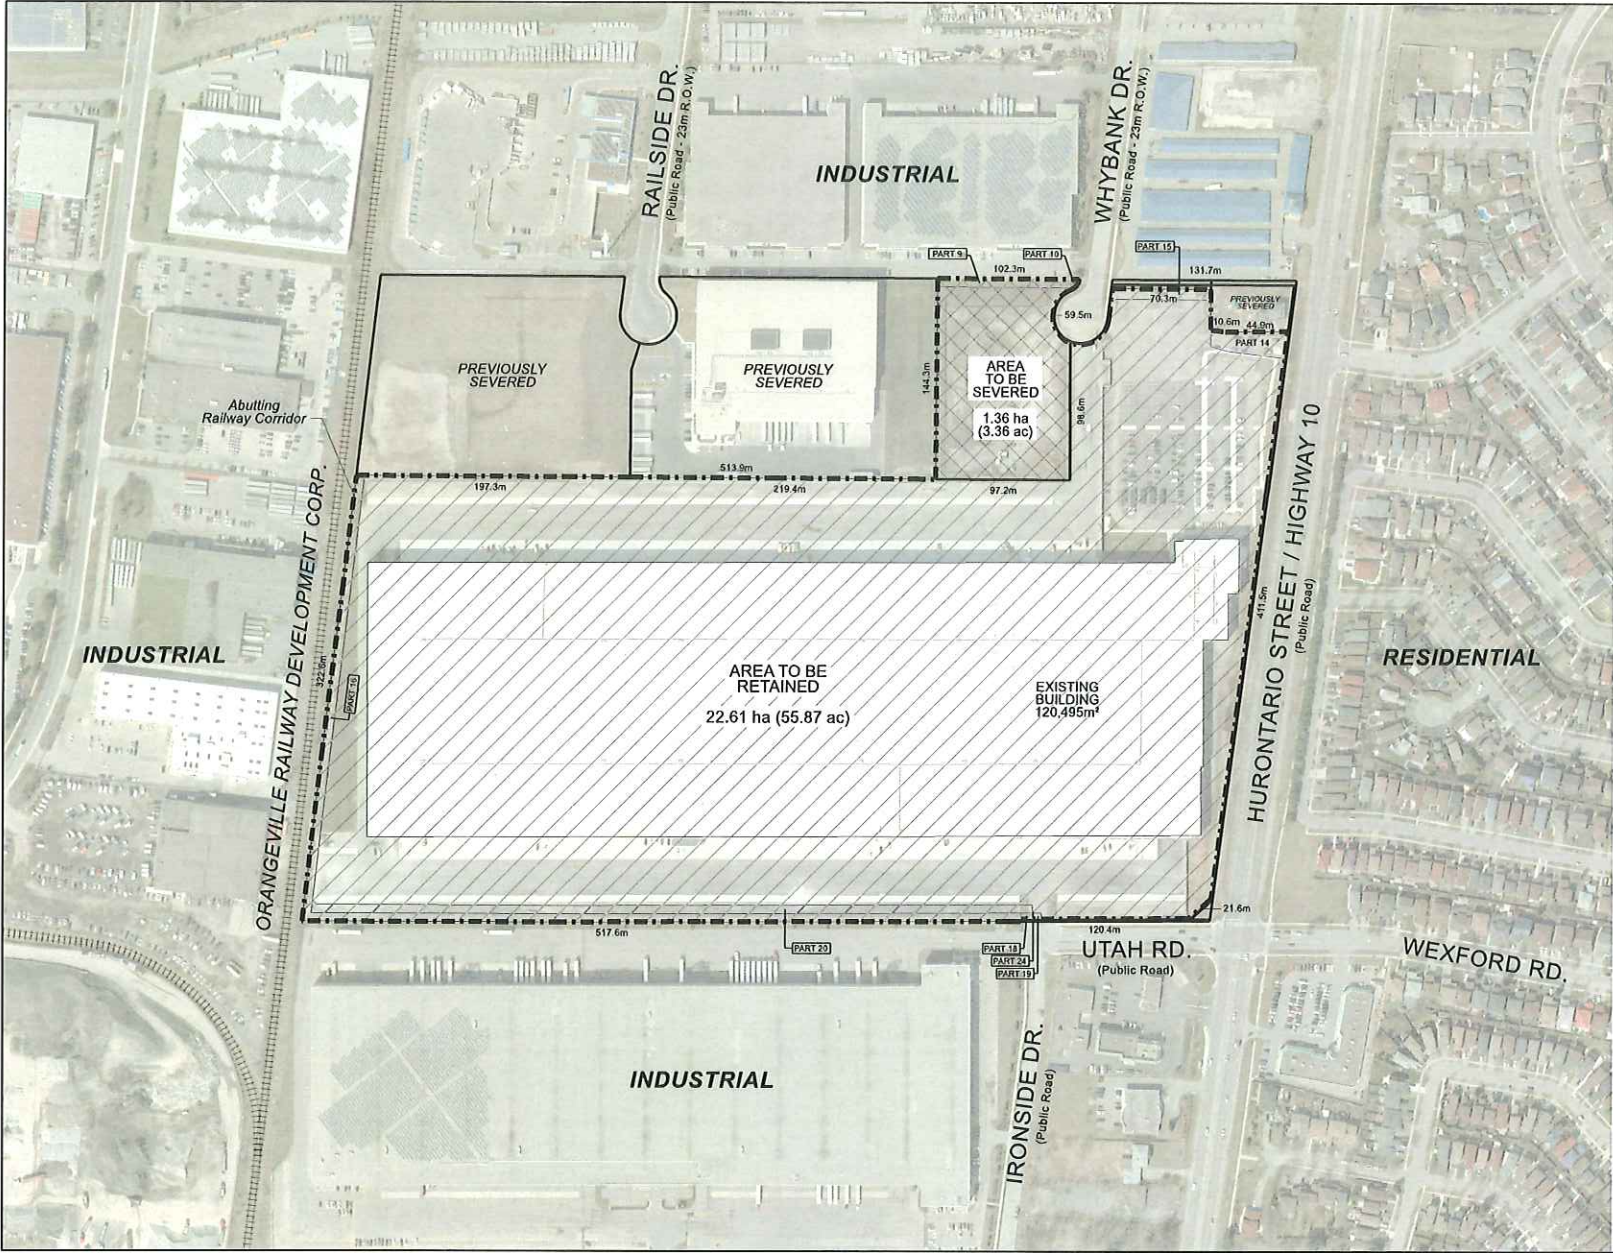 RAILSIDE DR.
(Public Road - 23m R.O.W.)
WHYBANK DR.
(Public Road - 23m R.O.W.)
INDUSTRIAL
PART 9
PART 10
PART 15
102.3m
131.7m
70.3m
PREVIOUSLY
SEVERED
59.5m
10.6m
44.9m
PART 14
PREVIOUSLY
SEVERED
PREVIOUSLY
SEVERED
AREA
TO BE
SEVERED
1.36 ha
(3.36 ac)
144.3m
98.6m
Abutting
Railway Corridor
513.9m
197.3m
219.4m
97.2m
ORANGEVILLE RAILWAY DEVELOPMENT CORP.
HURONTARIO STREET / HIGHWAY 10
(Public Road)
411.5m
INDUSTRIAL
322.6m
PART 16
AREA TO BE
RETAINED
22.61 ha (55.87 ac)
EXISTING
BUILDING
120,495m²
RESIDENTIAL
21.6m
517.6m
120.4m
PART 20
PART 18
PART 24
PART 19
UTAH RD.
(Public Road)
WEXFORD RD.
IRONSIDE DR.
(Public Road)
INDUSTRIAL